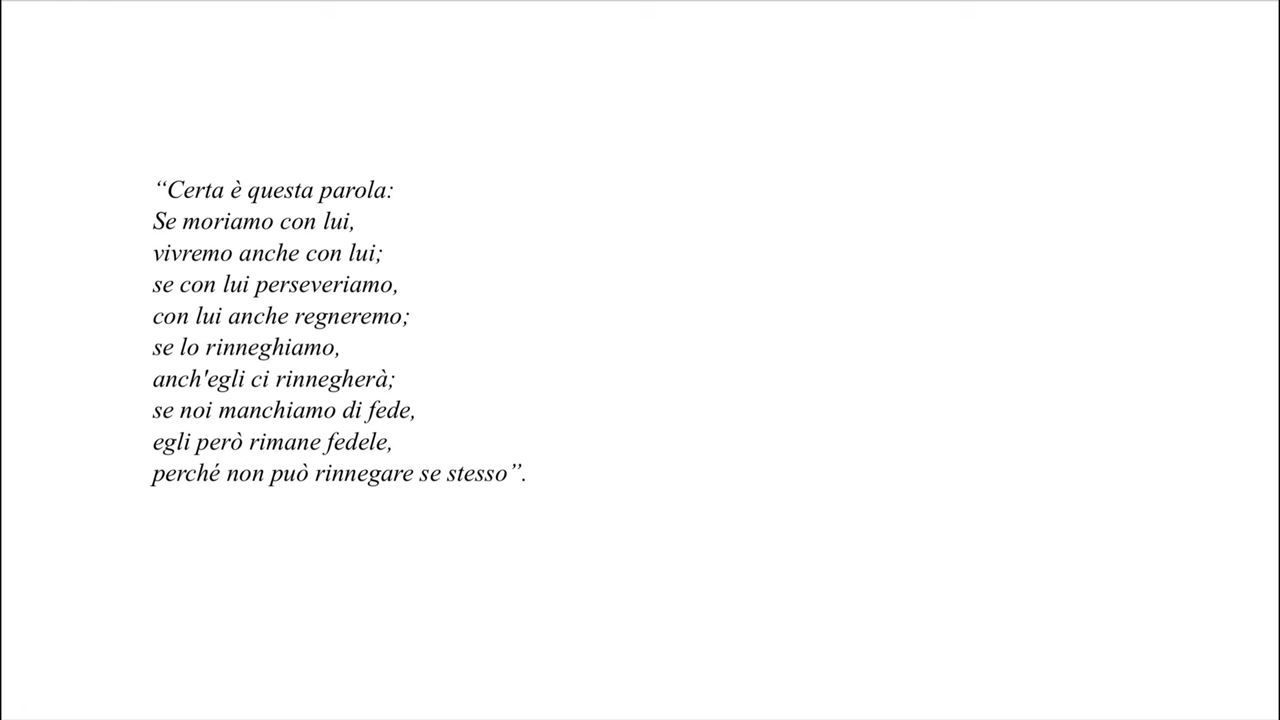 “Certa è questa parola:
Se moriamo con lui,
vivremo anche con lui;
se con lui perseveriamo,
con lui anche regneremo;
se lo rinneghiamo,
anch'egli ci rinnegherà;
se noi manchiamo di fede,
egli però rimane fedele,
perché non può rinnegare se stesso”.